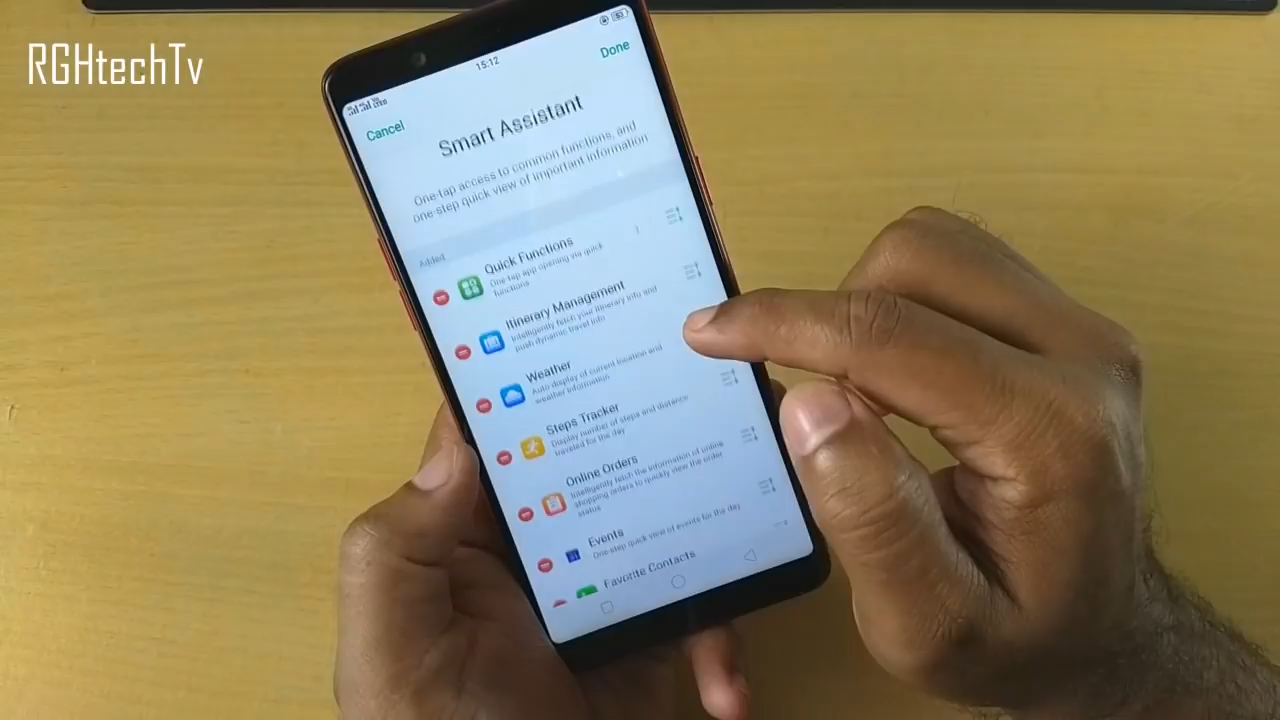 RGHtechTv
15:12
Cancel
Done
Smart Assistant
One-tap access to common functions, and
one-step quick view of important information
Added
Quick Functions
One-tap app opening via quick
functions
Itinerary Management
Intelligently fetch your itinerary info and
push dynamic travel info
Weather
Auto display of current location and
weather information
Steps Tracker
Display number of steps and distance
traveled for the day
Online Orders
Intelligently fetch the information of online
shopping orders to quickly view the order
status
Events
One-step quick view of events for the day
Favorite Contacts